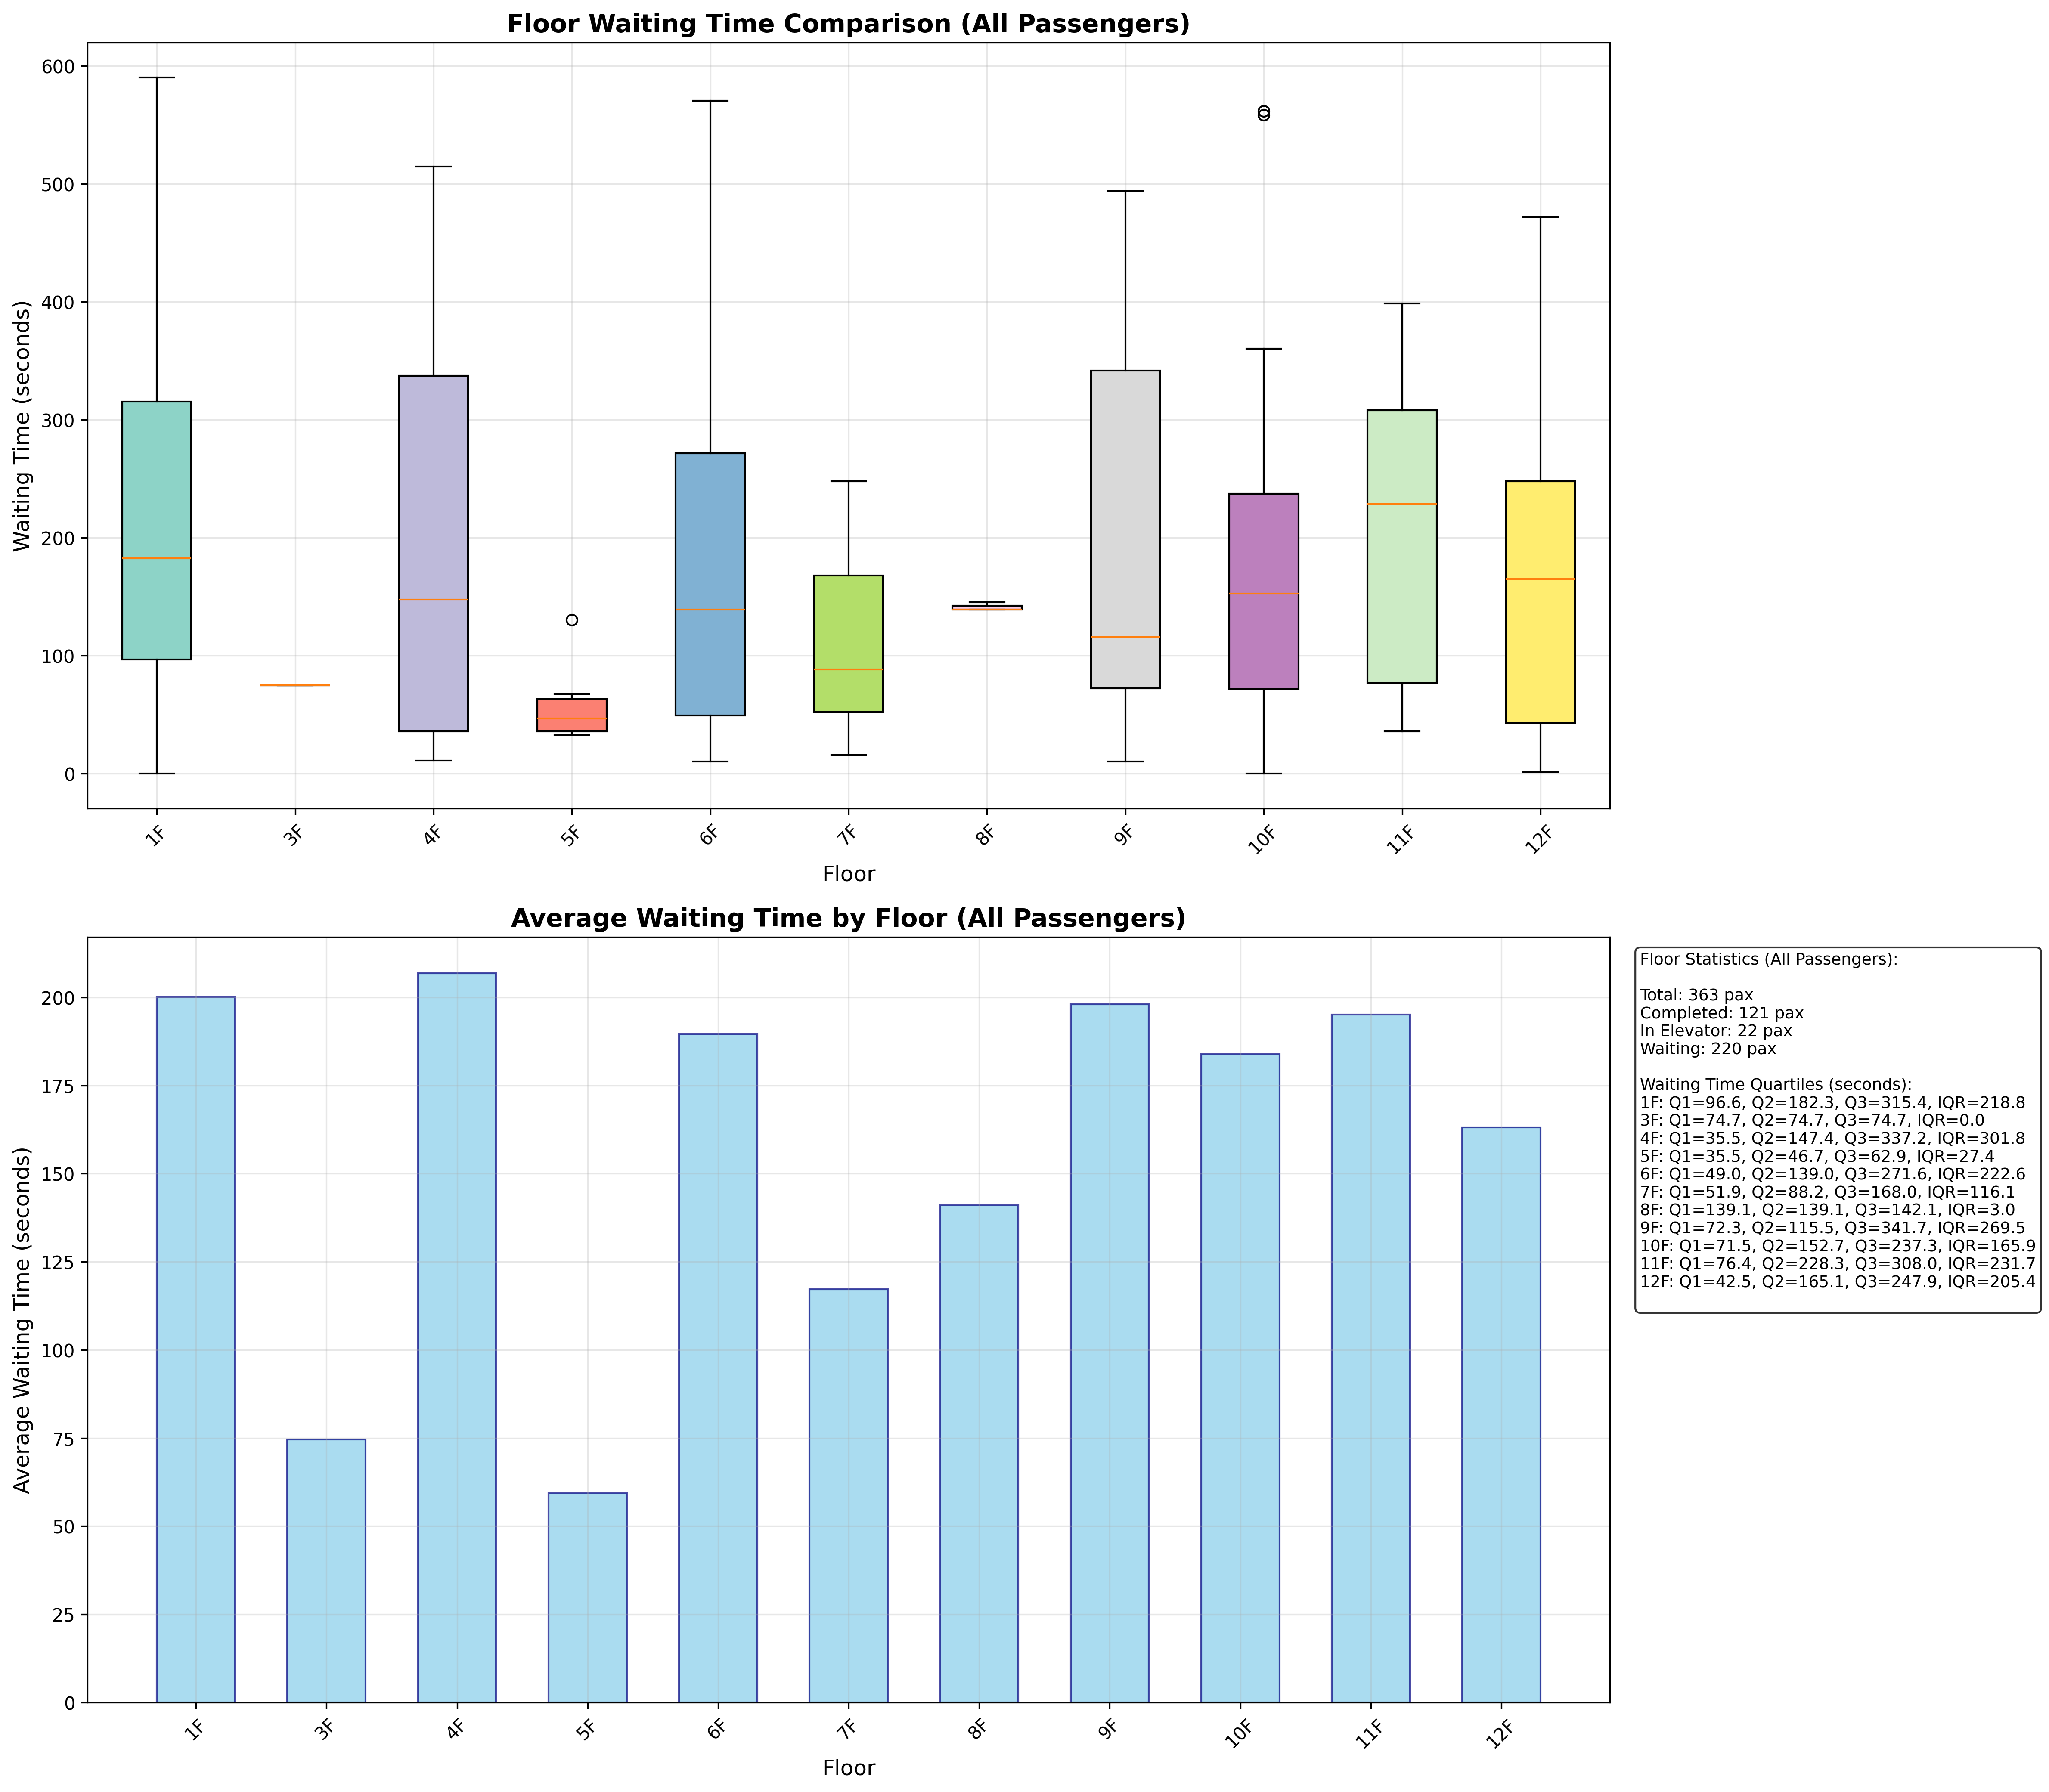 Floor Waiting Time Comparison (All Passengers)
Waiting Time (seconds)
600
500
400
300
200
100
0
1F 3F 4F 5F 6F 7F 8F 9F 10F 11F 12F
Floor
Average Waiting Time by Floor (All Passengers)
Average Waiting Time (seconds)
200
175
150
125
100
75
50
25
0
1F 3F 4F 5F 6F 7F 8F 9F 10F 11F 12F
Floor
Floor Statistics (All Passengers):
Total: 363 pax
Completed: 121 pax
In Elevator: 22 pax
Waiting: 220 pax
Waiting Time Quartiles (seconds):
1F: Q1=96.6, Q2=182.3, Q3=315.4, IQR=218.8
3F: Q1=74.7, Q2=74.7, Q3=74.7, IQR=0.0
4F: Q1=35.5, Q2=147.4, Q3=337.2, IQR=301.8
5F: Q1=35.5, Q2=46.7, Q3=62.9, IQR=27.4
6F: Q1=49.0, Q2=139.0, Q3=271.6, IQR=222.6
7F: Q1=51.9, Q2=88.2, Q3=168.0, IQR=116.1
8F: Q1=139.1, Q2=139.1, Q3=142.1, IQR=3.0
9F: Q1=72.3, Q2=115.5, Q3=341.7, IQR=269.5
10F: Q1=71.5, Q2=152.7, Q3=237.3, IQR=165.9
11F: Q1=76.4, Q2=228.3, Q3=308.0, IQR=231.7
12F: Q1=42.5, Q2=165.1, Q3=247.9, IQR=205.4